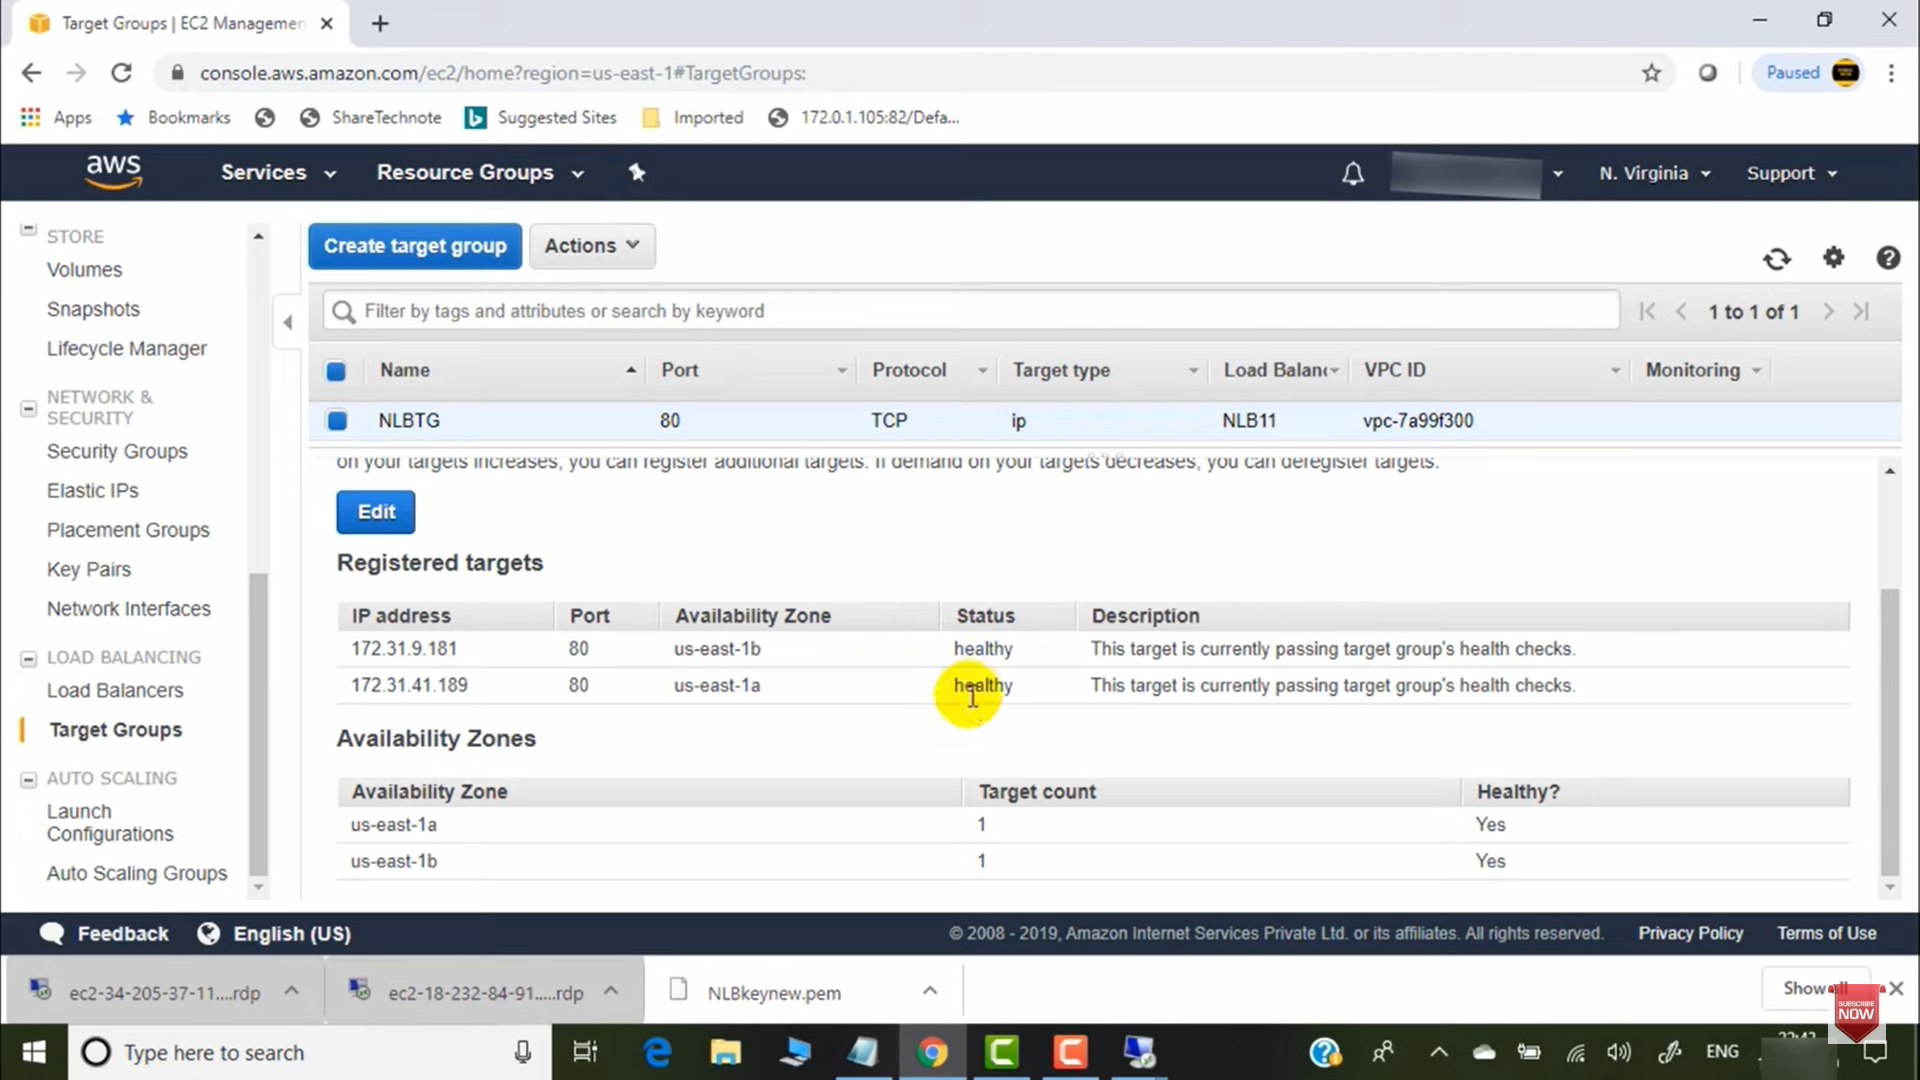 Target Groups | EC2 Managemen
console.aws.amazon.com/ec2/home?region=us-east-1#TargetGroups:
Paused
Apps
Bookmarks
ShareTechnote
Suggested Sites
Imported
172.0.1.105:82/Defa...
aws
Services
Resource Groups
N. Virginia
Support
STORE
Volumes
Snapshots
Lifecycle Manager
NETWORK &
SECURITY
Security Groups
Elastic IPs
Placement Groups
Key Pairs
Network Interfaces
LOAD BALANCING
Load Balancers
Target Groups
AUTO SCALING
Launch
Configurations
Auto Scaling Groups
Create target group
Actions
Filter by tags and attributes or search by keyword
1 to 1 of 1
Name Port Protocol Target type Load Balanc VPC ID Monitoring
NLBTG 80 TCP ip NLB11 vpc-7a99f300
on your targets increases, you can register additional targets. If demand on your targets decreases, you can deregister targets.
Edit
Registered targets
IP address Port Availability Zone Status Description
172.31.9.181 80 us-east-1b healthy This target is currently passing target group's health checks.
172.31.41.189 80 us-east-1a healthy This target is currently passing target group's health checks.
Availability Zones
Availability Zone Target count Healthy?
us-east-1a 1 Yes
us-east-1b 1 Yes
Feedback
English (US)
© 2008 - 2019, Amazon Internet Services Private Ltd. or its affiliates. All rights reserved.
Privacy Policy
Terms of Use
ec2-34-205-37-11....rdp
ec2-18-232-84-91.....rdp
NLBkeynew.pem
Show all
SUBSCRIBE
NOW
Type here to search
ENG